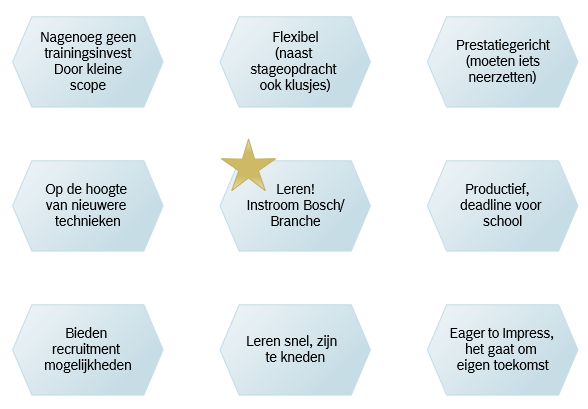 Nagenoeg geen
trainingsinvest
Door kleine
scope
Flexibel
(naast
stageopdracht
ook klusjes)
Prestatiegericht
(moeten iets
neerzetten)
Op de hoogte
van nieuwere
technieken
Leren!
Instroom Bosch/
Branche
Productief,
deadline voor
school
Bieden
recruitment
mogelijkheden
Leren snel, zijn
te kneden
Eager to Impress,
het gaat om
eigen toekomst